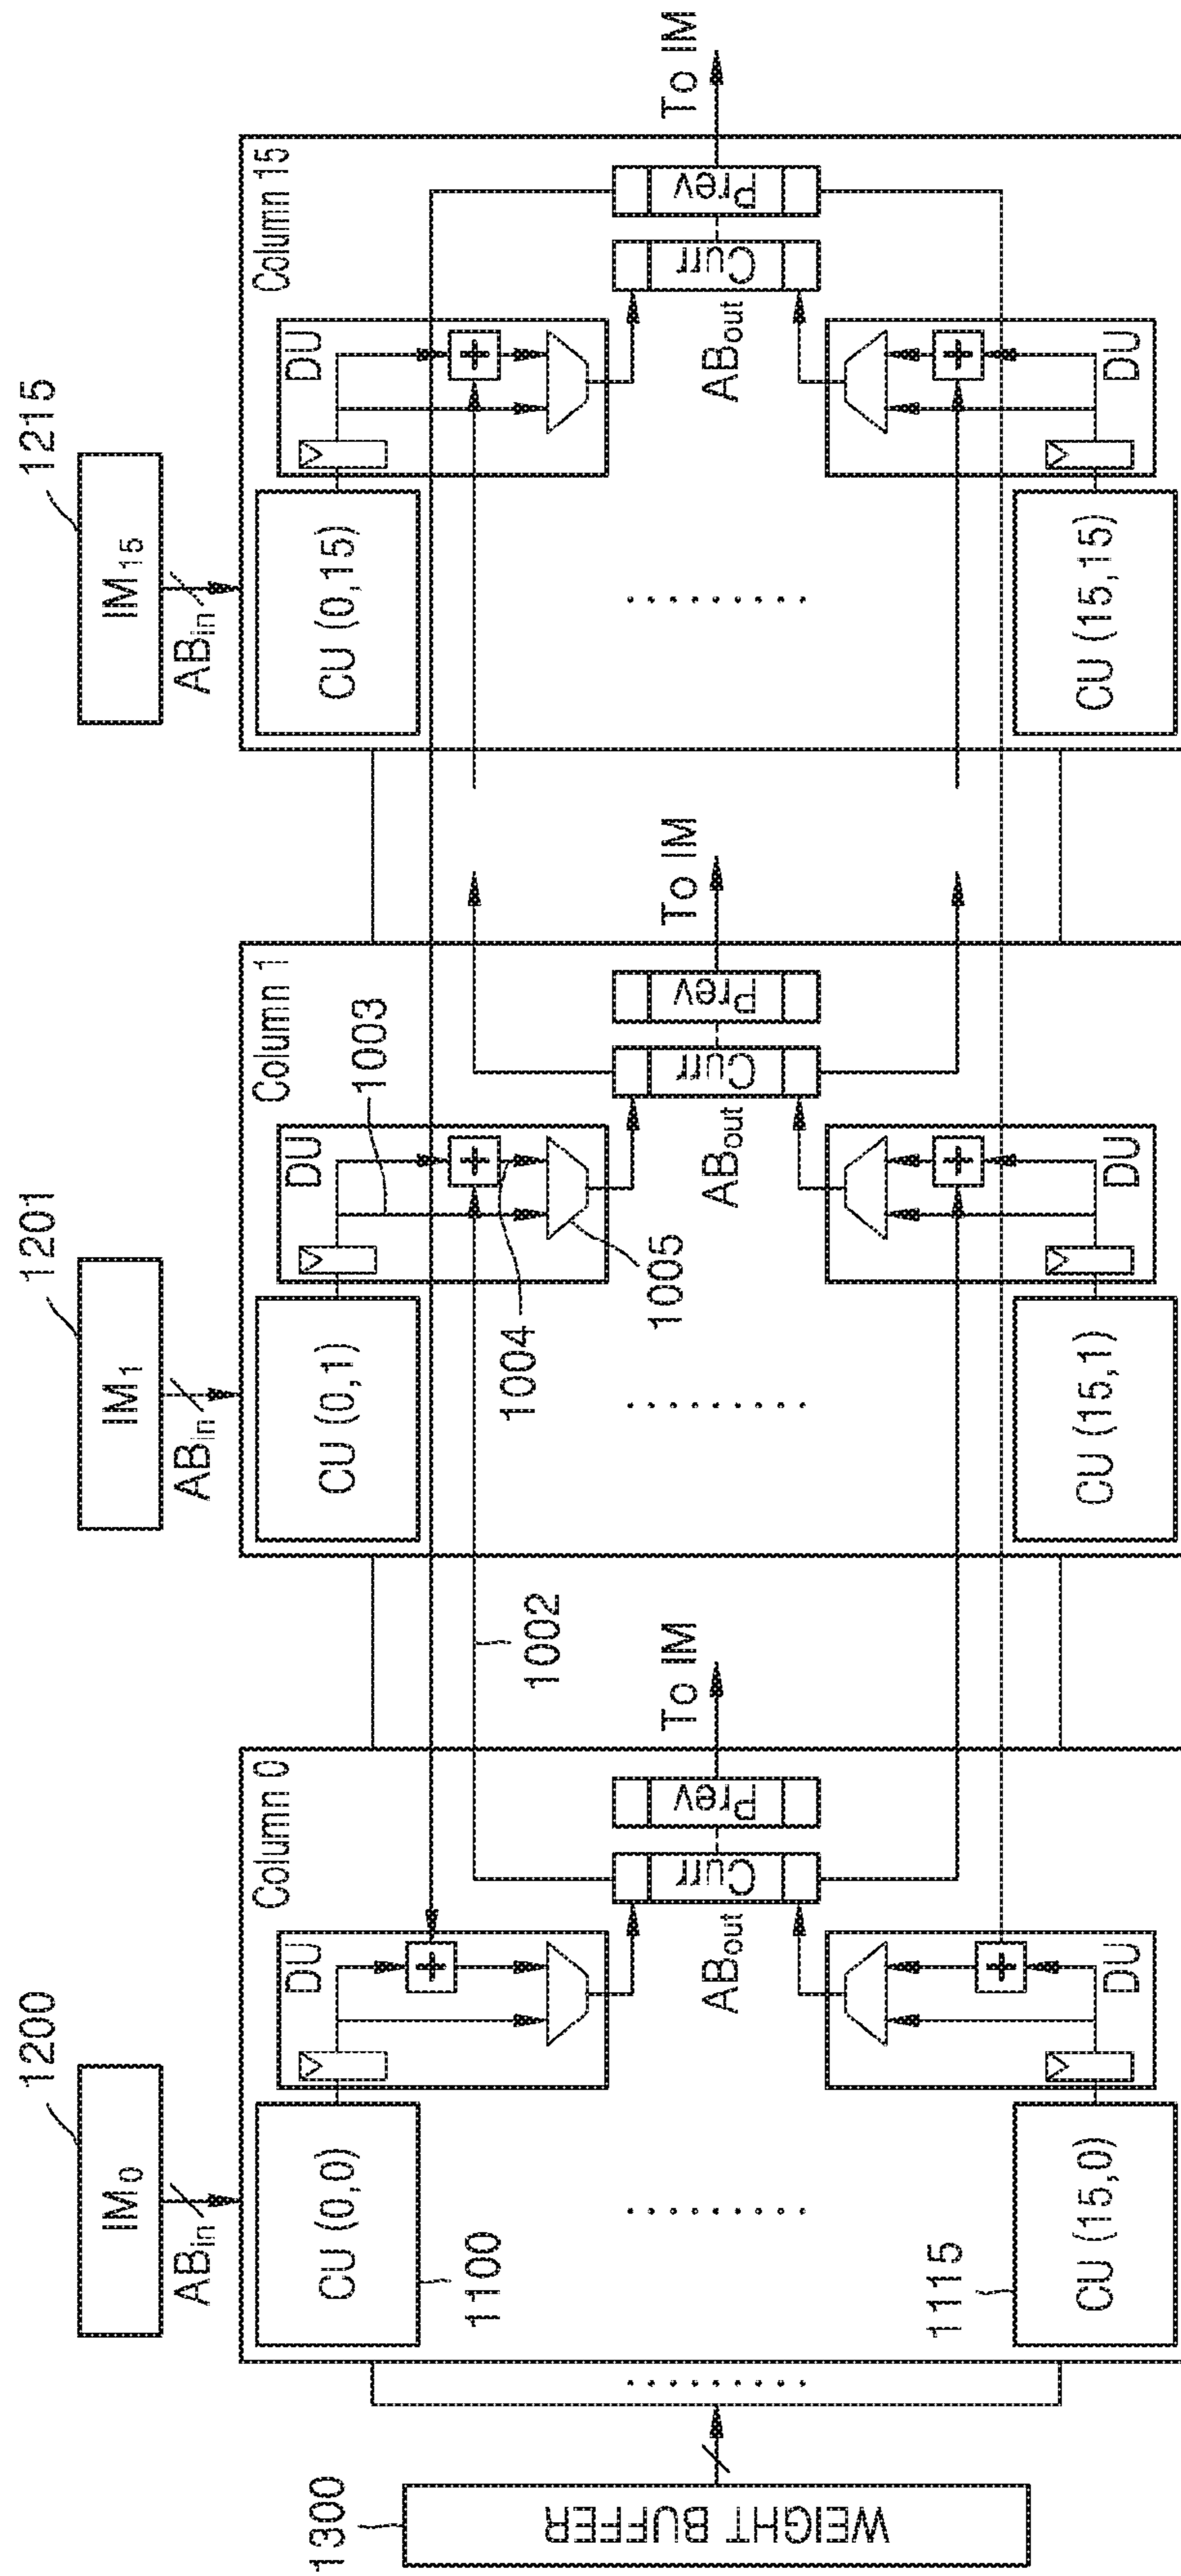 1300
WEIGHT BUFFER
1200
IM0
ABin
Column 0
CU (0,0)
1100
DU
ABout
Curr
Prev
To IM
1115
CU (15,0)
DU
1002
1201
IM1
ABin
Column 1
CU (0,1)
DU
1003
1004
1005
ABout
Curr
Prev
To IM
CU (15,1)
DU
1215
IM15
ABin
Column 15
CU (0,15)
DU
ABout
Curr
Prev
To IM
CU (15,15)
DU